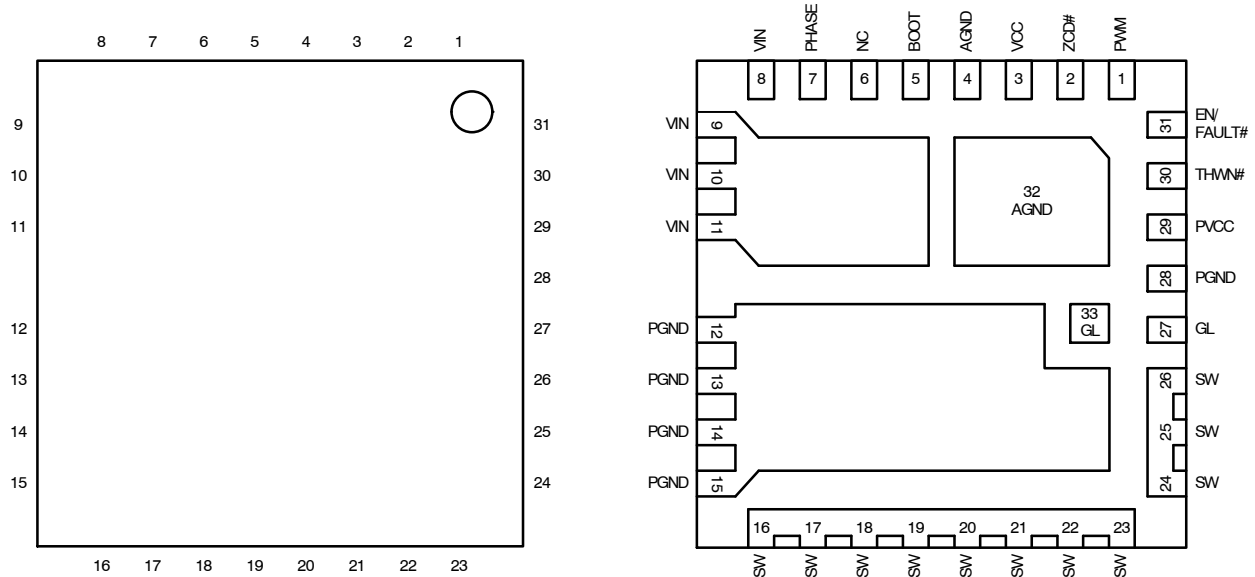 8 7 6 5 4 3 2 1
9
10
11
12
13
14
15
31
30
29
28
27
26
25
24
16 17 18 19 20 21 22 23
VIN PHASE NC BOOT AGND VCC ZCD# PWM
8 7 6 5 4 3 2 1
VIN 9
VIN 10
VIN 11
PGND 12
PGND 13
PGND 14
PGND 15
32
AGND
33
GL
31 EN/
FAULT#
30 THWN#
29 PVCC
28 PGND
27 GL
26 SW
25 SW
24 SW
16 17 18 19 20 21 22 23
SW SW SW SW SW SW SW SW